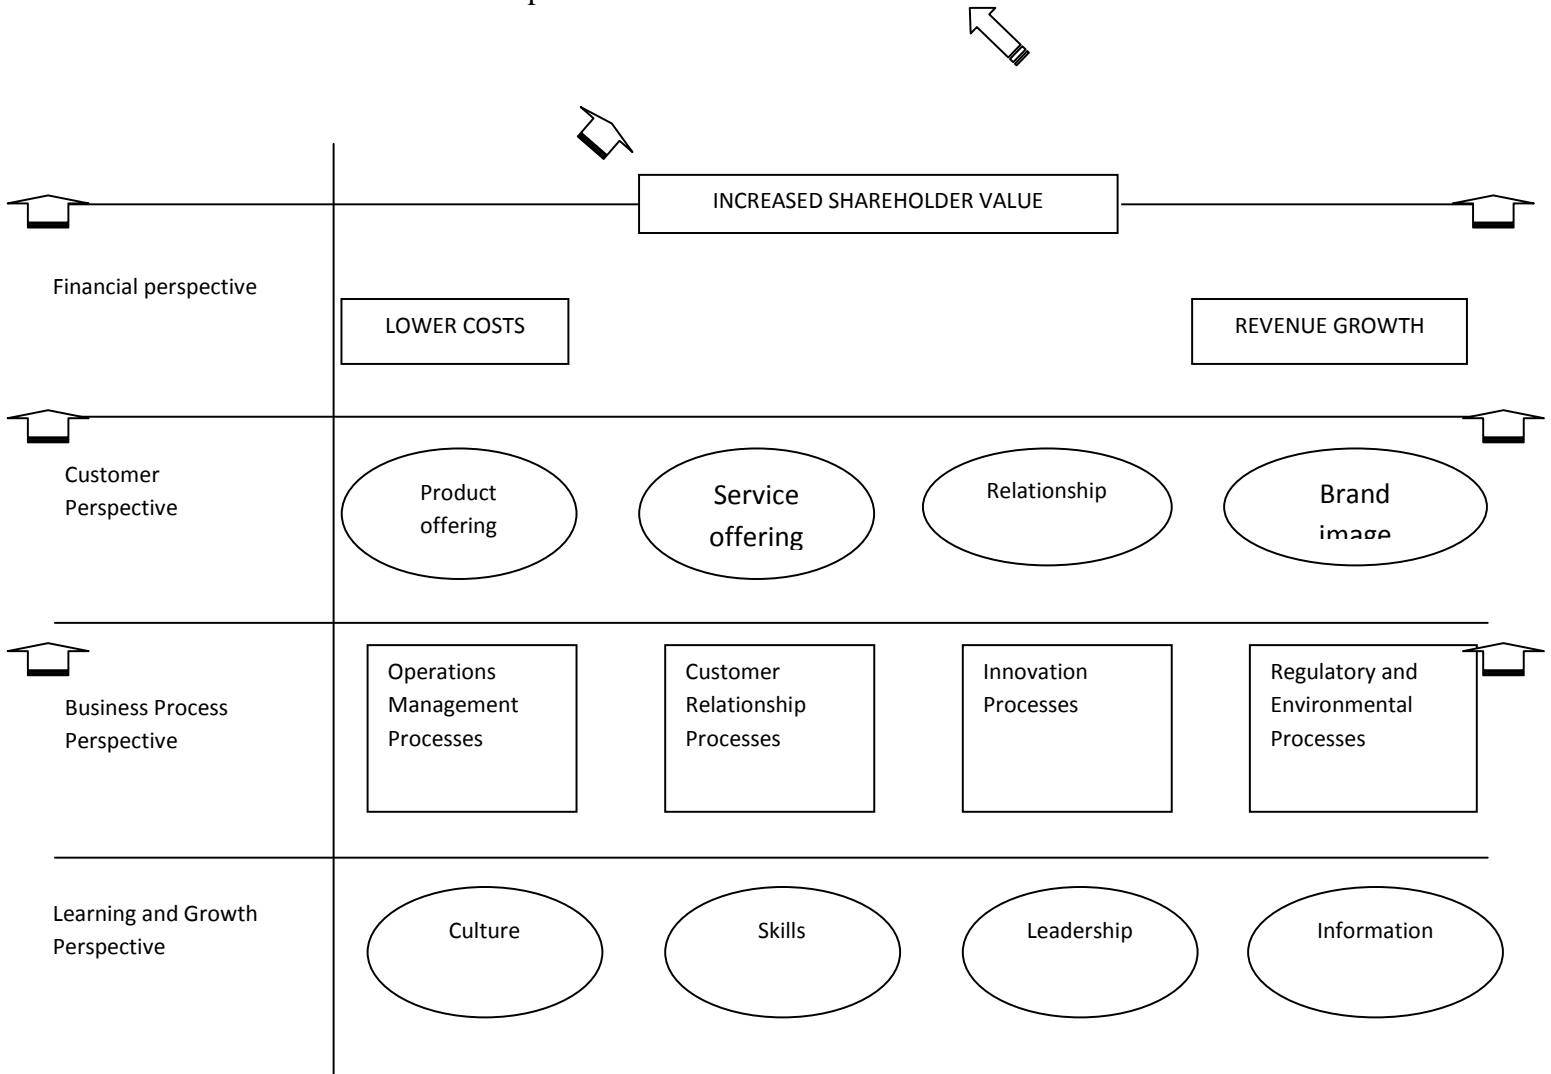 INCREASED SHAREHOLDER VALUE
Financial perspective
LOWER COSTS
REVENUE GROWTH
Customer
Perspective
Product
offering
Service
offering
Relationship
Brand
image
Business Process
Perspective
Operations
Management
Processes
Customer
Relationship
Processes
Innovation
Processes
Regulatory and
Environmental
Processes
Learning and Growth
Perspective
Culture
Skills
Leadership
Information